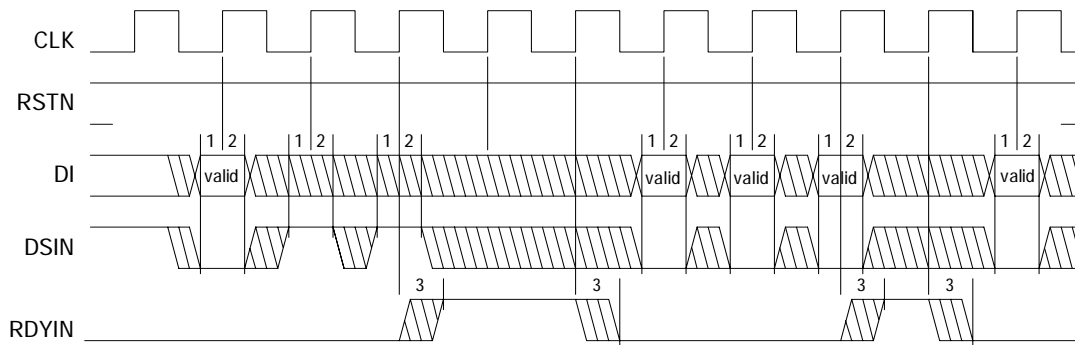 CLK
RSTN
1 2 1 2 1 2 1 2 1 2 1 2 1 2
DI valid valid valid valid valid
DSIN
3 3 3 3
RDYIN